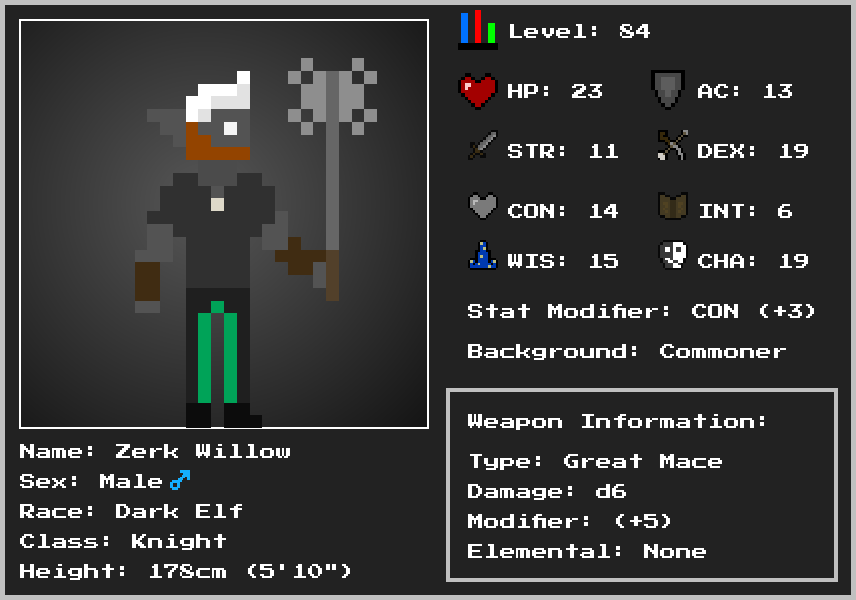 Level: 84
HP: 23 AC: 13
STR: 11 DEX: 19
CON: 14 INT: 6
WIS: 15 CHA: 19
Stat Modifier: CON (+3)
Background: Commoner
Weapon Information:
Type: Great Mace
Damage: d6
Modifier: (+5)
Elemental: None
Name: Zerk Willow
Sex: Male ♂
Race: Dark Elf
Class: Knight
Height: 178cm (5'10")